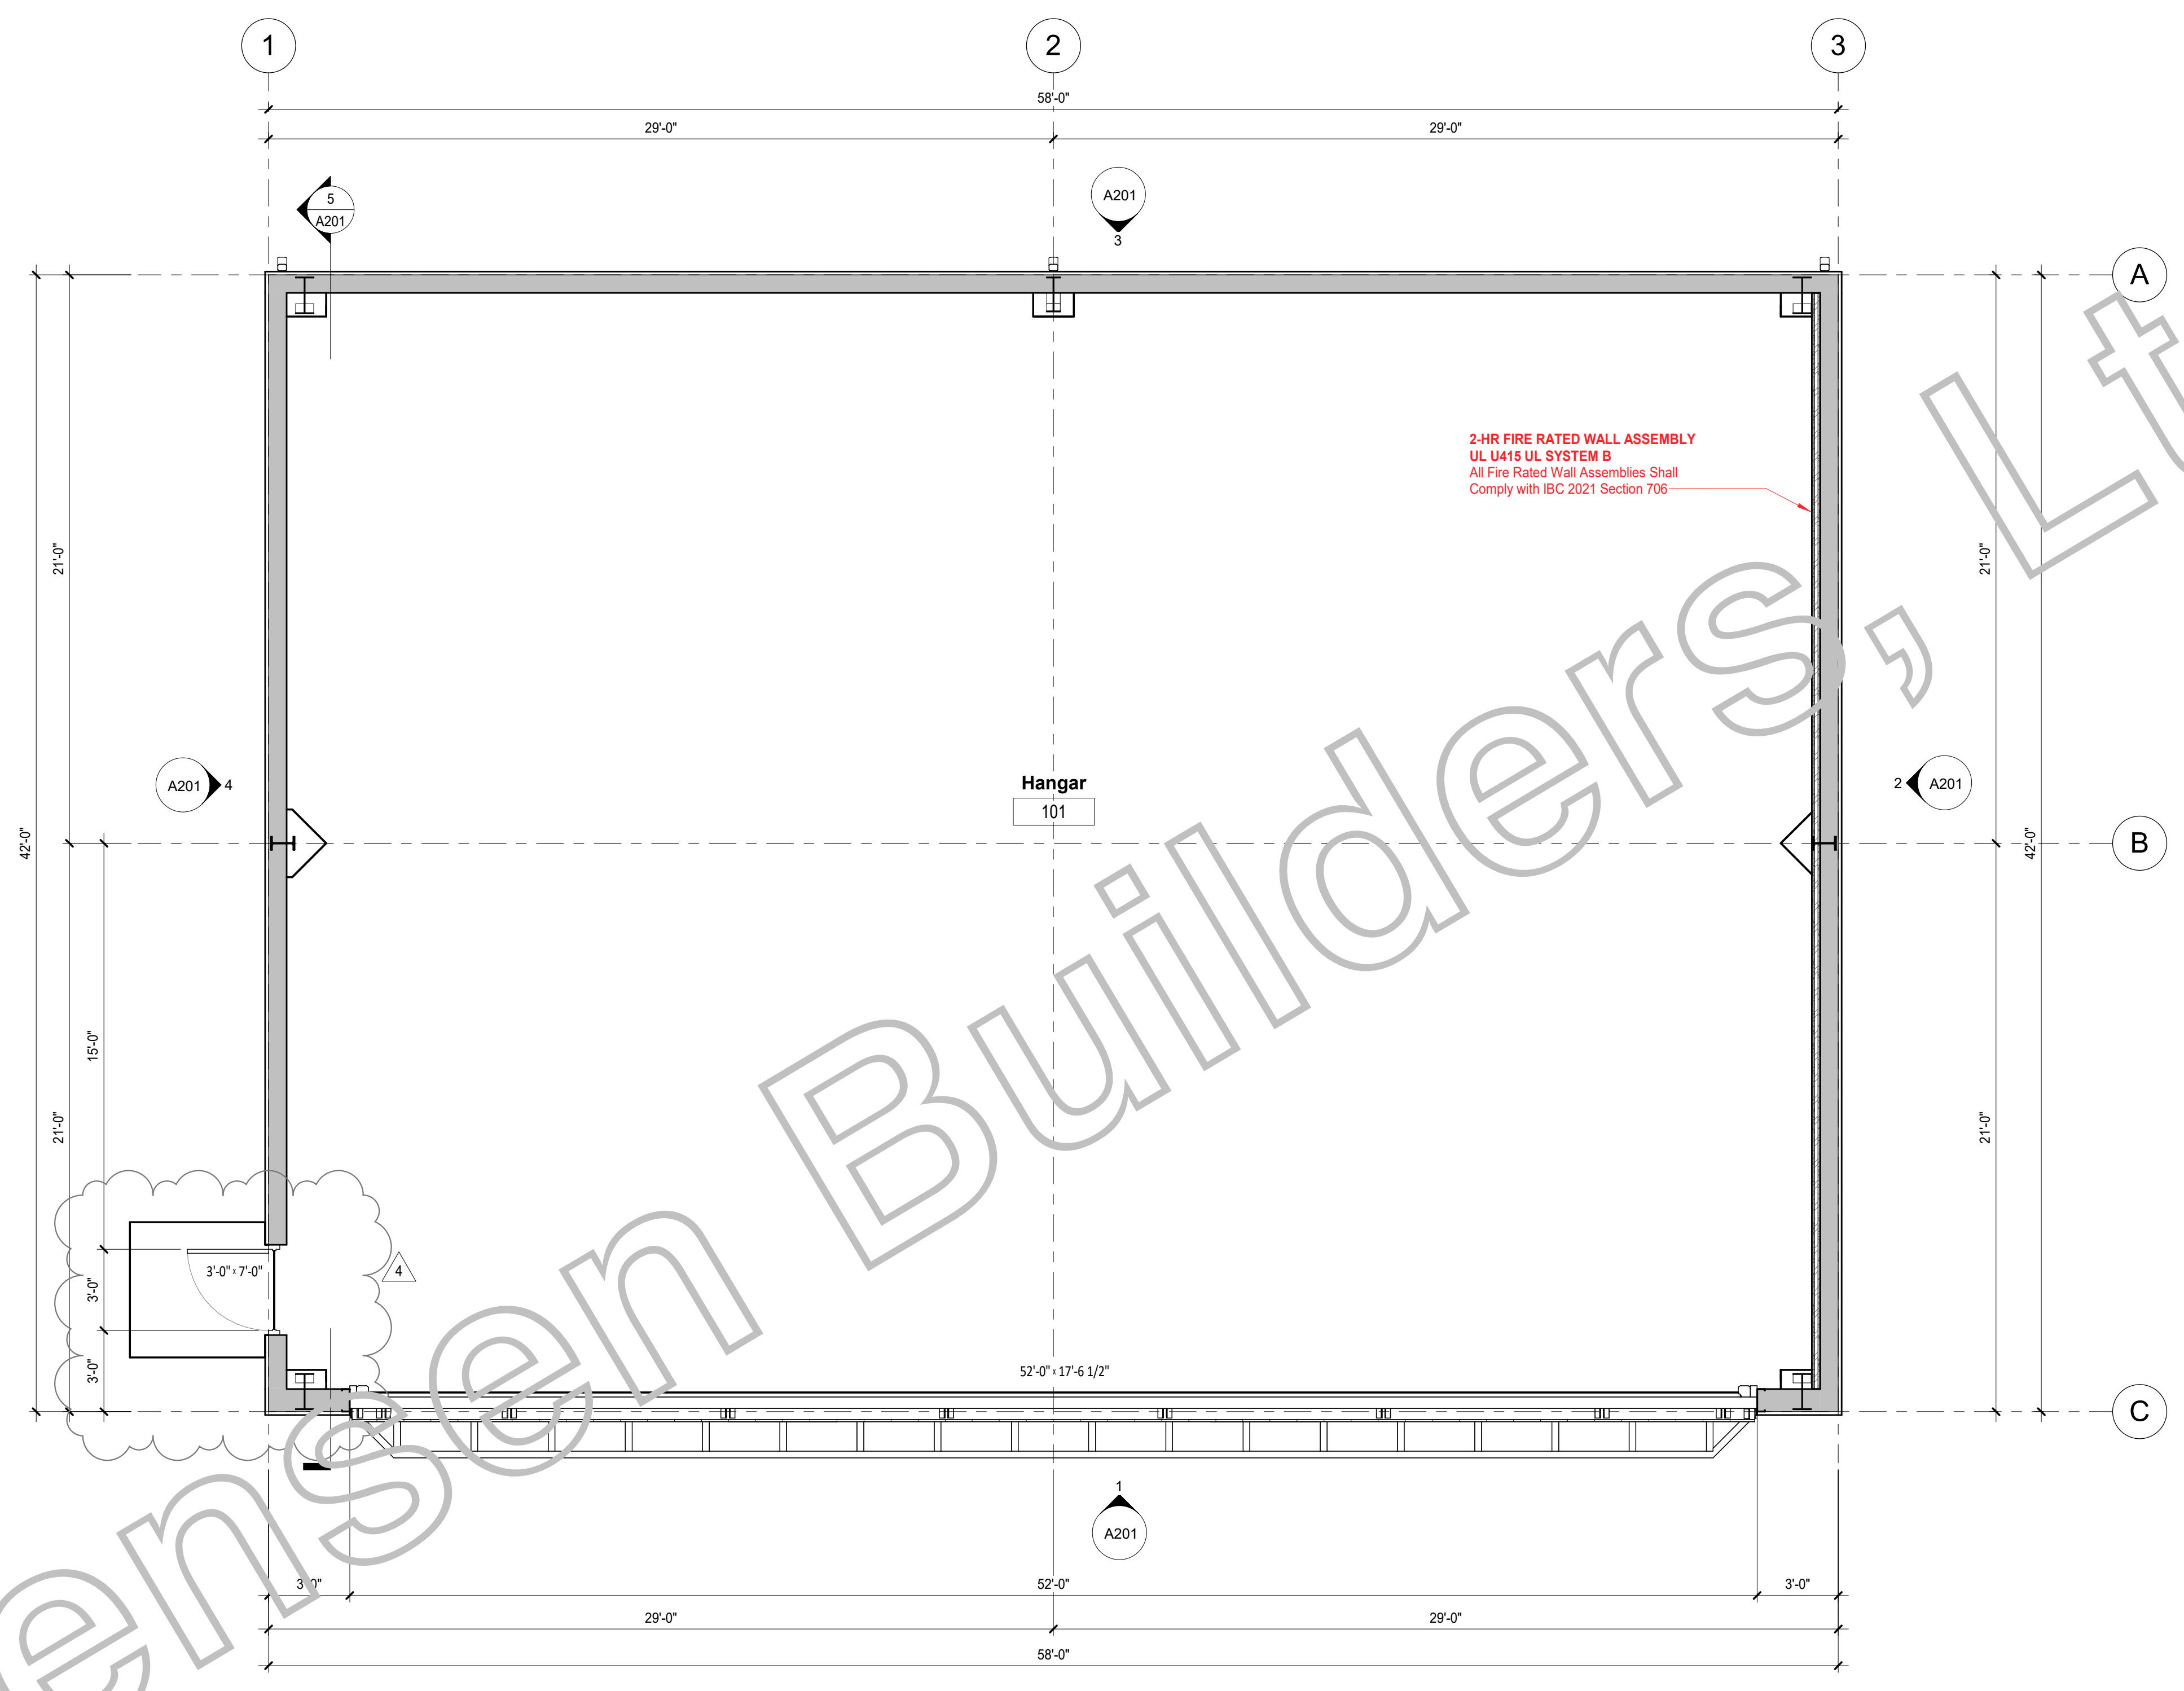 1
2
3
58'-0"
29'-0"
29'-0"
5
A201
A201
3
A
2-HR FIRE RATED WALL ASSEMBLY
UL U415 UL SYSTEM B
All Fire Rated Wall Assemblies Shall
Comply with IBC 2021 Section 706
21'-0"
21'-0"
A201
4
Hangar
101
2
A201
42'-0"
42'-0"
B
15'-0"
21'-0"
21'-0"
3'-0" x 7'-0"
4
3'-0"
3'-0"
52'-0" x 17'-6 1/2"
C
1
A201
3'-0"
52'-0"
3'-0"
29'-0"
29'-0"
58'-0"
ensen Builders, Lt